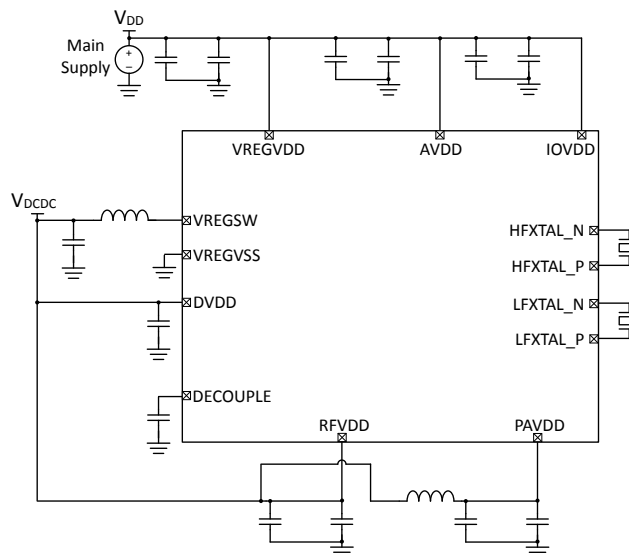 VDD
Main
Supply
+
−
VREGVDD
AVDD
IOVDD
VDCDC
VREGSW
VREGVSS
DVDD
DECOUPLE
HFXTAL_N
HFXTAL_P
LFXTAL_N
LFXTAL_P
RFVDD
PAVDD